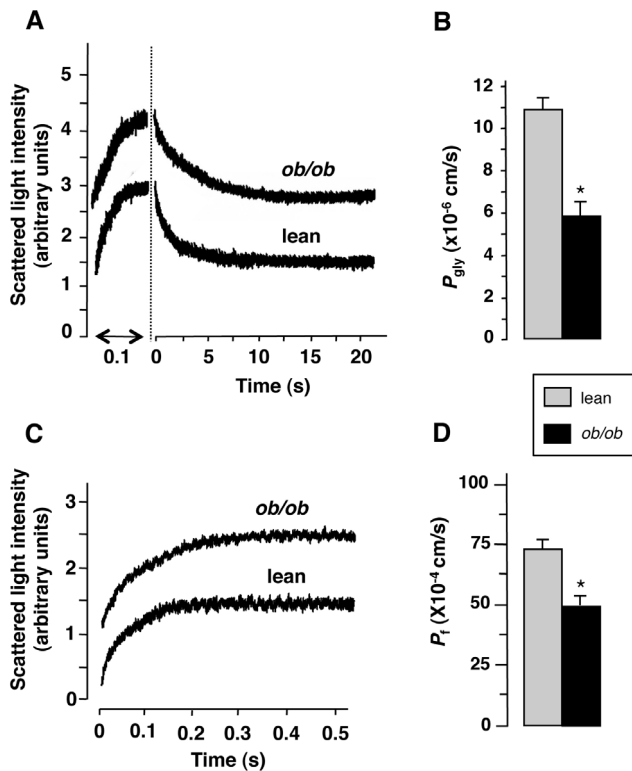 A
B
5
4
3
2
1
0
Scattered light intensity
(arbitrary units)
ob/ob
lean
0.1
0
5
10
15
20
Time (s)
12
10
8
6
4
2
0
Pgly (x10-6 cm/s)
*
lean
ob/ob
C
D
3
2
1
0
Scattered light intensity
(arbitrary units)
ob/ob
lean
0
0.1
0.2
0.3
0.4
0.5
Time (s)
100
75
50
0
Pf (X10-4 cm/s)
*